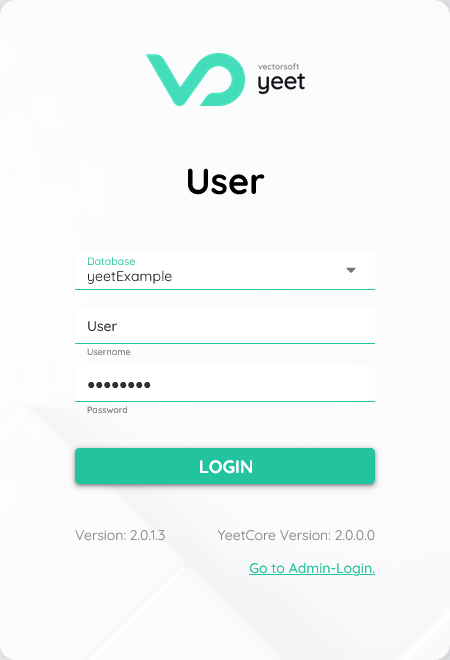 vectorsoft
yeet
User
Database
yeetExample
User
Username
●●●●●●●●
Password
LOGIN
Version: 2.0.1.3 YeetCore Version: 2.0.0.0
Go to Admin-Login.